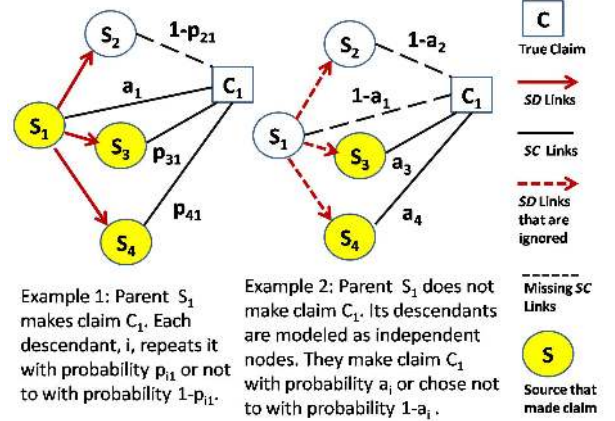 S2
1-p21
a1
C1
S1
S3
p31
p41
S4
S2
1-a2
1-a1
C1
S1
S3
a3
a4
S4
C
True Claim
SD Links
SC Links
SD Links
that are
ignored
Missing SC
Links
S
Source that
made claim
Example 1: Parent S1
makes claim C1. Each
descendant, i, repeats it
with probability pi1 or not
to with probability 1-pi1.
Example 2: Parent S1 does not
make claim C1. Its descendants
are modeled as independent
nodes. They make claim C1
with probability ai or chose not
to with probability 1-ai .